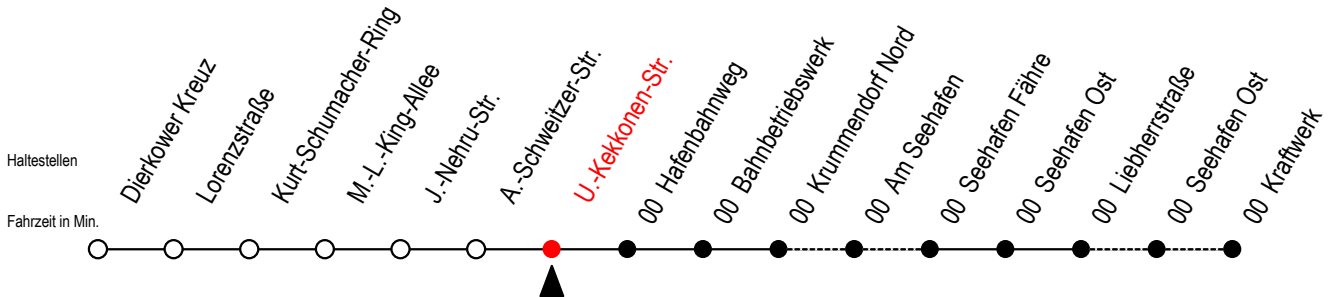 Haltestellen
Dierkower Kreuz
Lorenzstraße
Kurt-Schumacher-Ring
M.-L.-King-Allee
J.-Nehru-Str.
A.-Schweitzer-Str.
U.-Kekkonen-Str.
00 Hafenbahnweg
00 Bahnbetriebswerk
00 Krummendorf Nord
00 Am Seehafen
00 Seehafen Fähre
00 Seehafen Ost
00 Liebherrstraße
00 Seehafen Ost
00 Kraftwerk
Fahrzeit in Min.